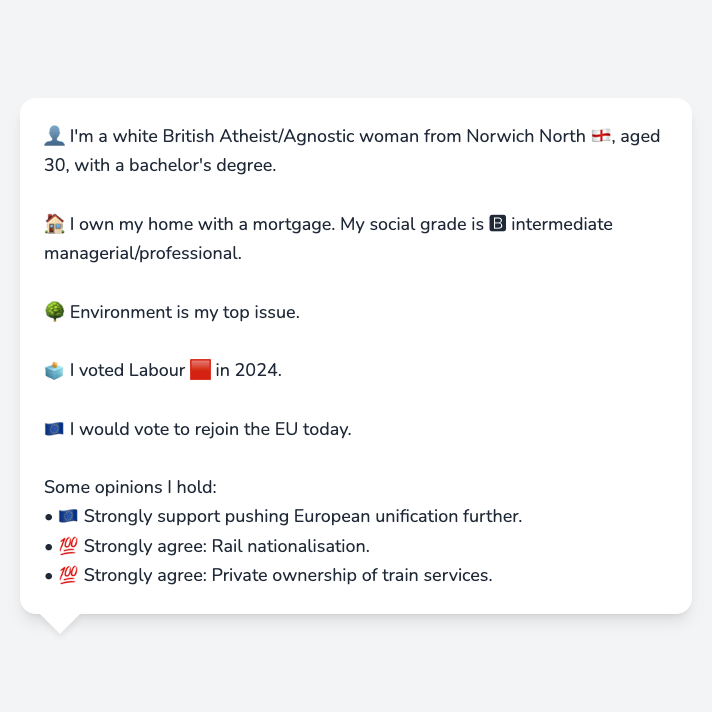 👤 I'm a white British Atheist/Agnostic woman from Norwich North 🏴󠁧󠁢󠁥󠁮󠁧󠁿, aged
30, with a bachelor's degree.
🏠 I own my home with a mortgage. My social grade is 🅱 intermediate
managerial/professional.
🌳 Environment is my top issue.
🗳️ I voted Labour 🟥 in 2024.
🇪🇺 I would vote to rejoin the EU today.
Some opinions I hold:
• 🇪🇺 Strongly support pushing European unification further.
• 💯 Strongly agree: Rail nationalisation.
• 💯 Strongly agree: Private ownership of train services.